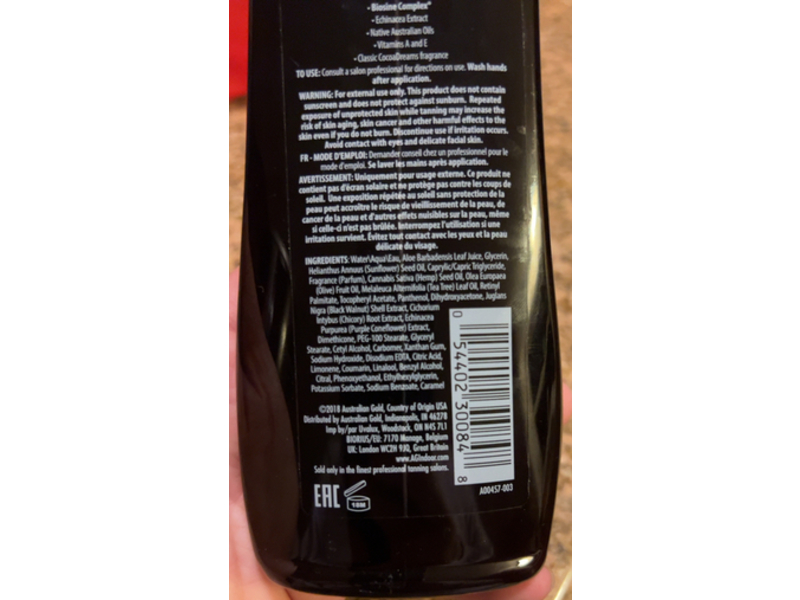 • Biosine Complex*
• Echinacea Extract
• Native Australian Oils
• Vitamins A and E
• Classic CocoaDreams fragrance
TO USE: Consult a salon professional for directions on use. Wash hands
after application.
WARNING: For external use only. This product does not contain
sunscreen and does not protect against sunburn. Repeated
exposure of unprotected skin while tanning may increase the
risk of skin aging, skin cancer and other harmful effects to the
skin even if you do not burn. Discontinue use if irritation occurs.
Avoid contact with eyes and delicate facial skin.
FR - MODE D'EMPLOI: Demander conseil chez un professionnel pour le
mode d'emploi. Se laver les mains après application.
AVERTISSEMENT: Uniquement pour usage externe. Ce produit ne
contient pas d'écran solaire et ne protège pas contre les coups de
soleil. Une exposition répétée au soleil sans protection de la
peau peut accroître le risque de vieillissement de la peau, de
cancer de la peau et d'autres effets nuisibles sur la peau, même
si celle-ci n'est pas brûlée. Interrompez l'utilisation si une
irritation survient. Évitez tout contact avec les yeux et la peau
délicate du visage.
INGREDIENTS: Water\Aqua\Eau, Aloe Barbadensis Leaf Juice, Glycerin,
Helianthus Annuus (Sunflower) Seed Oil, Caprylic/Capric Triglyceride,
Fragrance (Parfum), Cannabis Sativa (Hemp) Seed Oil, Olea Europaea
(Olive) Fruit Oil, Melaleuca Alternifolia (Tea Tree) Leaf Oil, Retinyl
Palmitate, Tocopheryl Acetate, Panthenol, Dihydroxyacetone, Juglans
Nigra (Black Walnut) Shell Extract, Cichorium
Intybus (Chicory) Root Extract, Echinacea
Purpurea (Purple Coneflower) Extract,
Dimethicone, PEG-100 Stearate, Glyceryl
Stearate, Cetyl Alcohol, Carbomer, Xanthan Gum,
Sodium Hydroxide, Disodium EDTA, Citric Acid,
Limonene, Coumarin, Linalool, Benzyl Alcohol,
Citral, Phenoxyethanol, Ethylhexylglycerin,
Potassium Sorbate, Sodium Benzoate, Caramel
©2018 Australian Gold, Country of Origin USA
Distributed by Australian Gold, Indianapolis, IN 46278
Imp by/par Uvalux, Woodstock, ON N4S 7L1
BIORIUS/EU: 7170 Manage, Belgium
UK: London WC2H 9JQ, Great Britain
www.AGIndoor.com
Sold only in the finest professional tanning salons.
0 54402 30084 8
EAC
18M
A00457-003